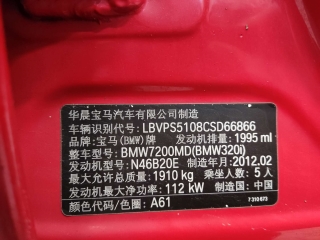 华晨宝马汽车有限公司制造
车辆识别代号: LBVPS5108CSD66866
品牌: 宝马(BMW)牌 发动机排量: 1995 ml
整车型号: BMW7200MD(BMW320i)
发动机型号: N46B20E 制造年月: 2012.02
最大允许总质量: 1910 kg 乘坐人数: 5 人
发动机最大净功率: 112 kW 制造国: 中国
颜色代码/色圈: A61 7 310 673